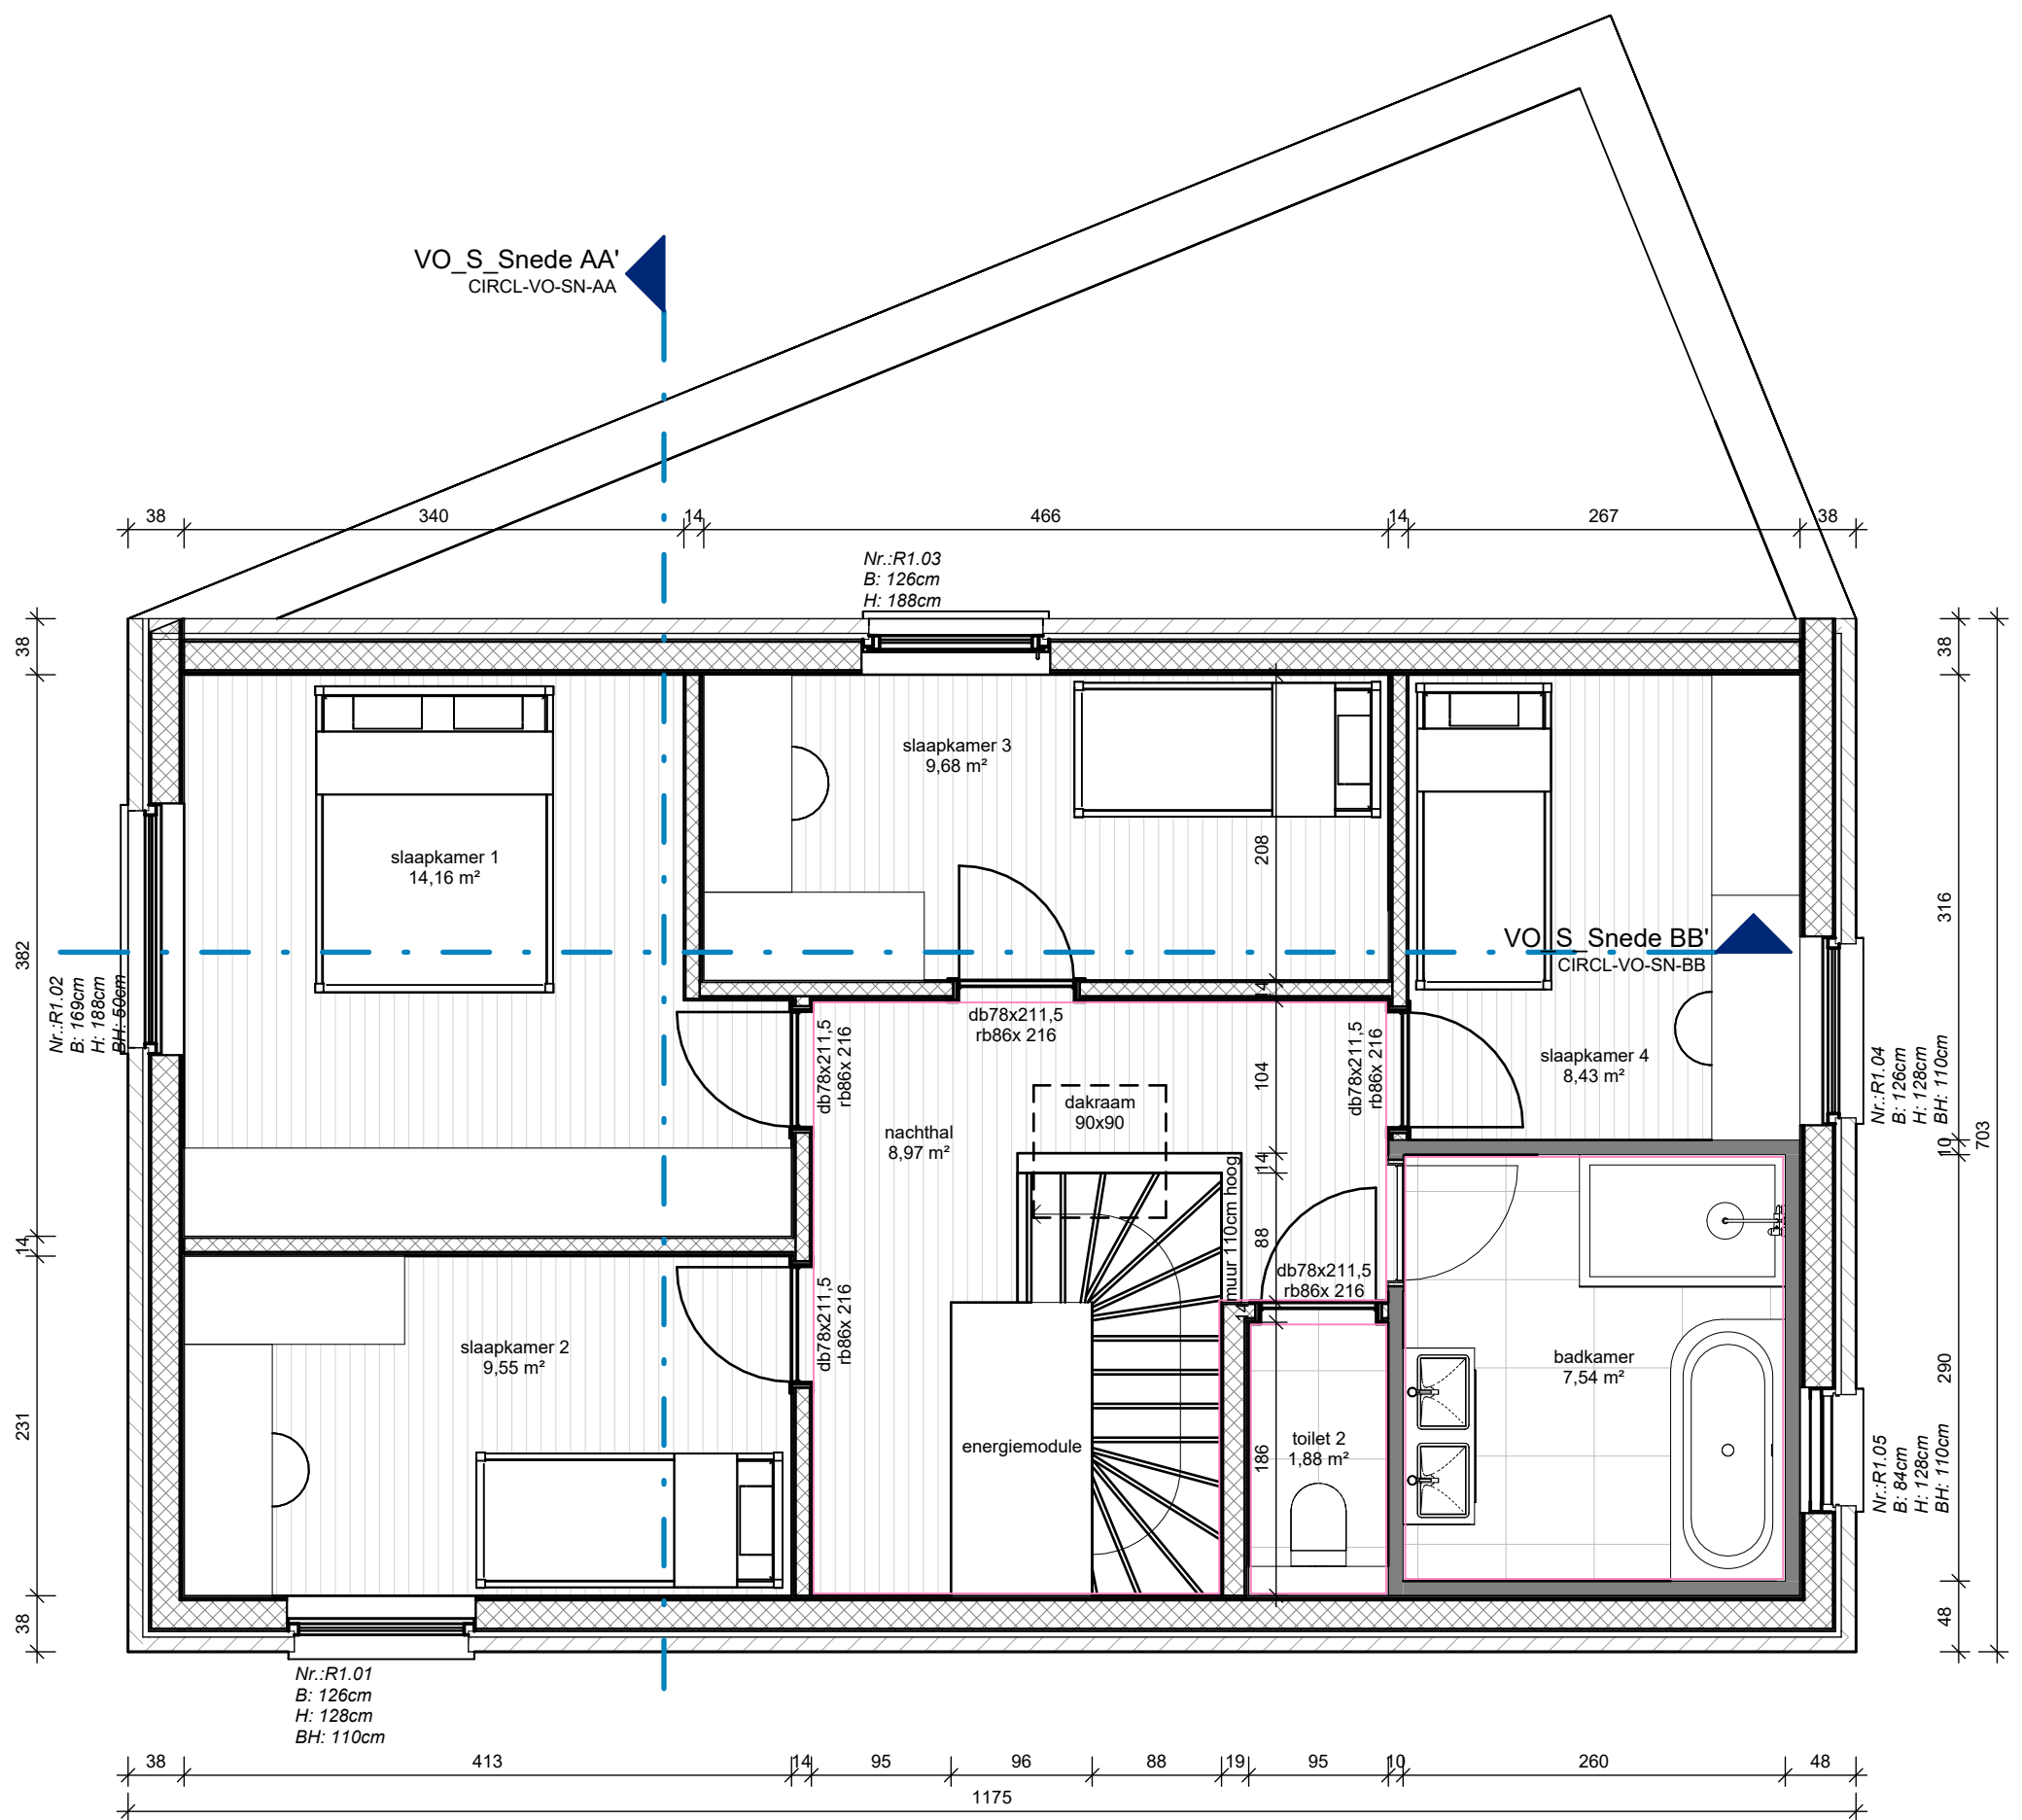 VO_S_Snede AA'
CIRCL-VO-SN-AA
38
340
14
466
14
267
38
Nr.:R1.03
B: 126cm
H: 188cm
38
382
14
231
38
Nr.:R1.02
B: 169cm
H: 188cm
BH: 50cm
slaapkamer 1
14,16 m²
slaapkamer 3
9,68 m²
208
14
104
14
88
14
186
VO_S_Snede BB'
CIRCL-VO-SN-BB
slaapkamer 4
8,43 m²
db78x211,5
rb86x 216
db78x211,5
rb86x 216
db78x211,5
rb86x 216
dakraam
90x90
nachthal
8,97 m²
muur 110cm hoog
db78x211,5
rb86x 216
db78x211,5
rb86x 216
slaapkamer 2
9,55 m²
energiemodule
toilet 2
1,88 m²
badkamer
7,54 m²
Nr.:R1.04
B: 126cm
H: 128cm
BH: 110cm
Nr.:R1.05
B: 84cm
H: 128cm
BH: 110cm
38
316
10
290
48
703
Nr.:R1.01
B: 126cm
H: 128cm
BH: 110cm
38
413
14
95
96
88
19
95
10
260
48
1175